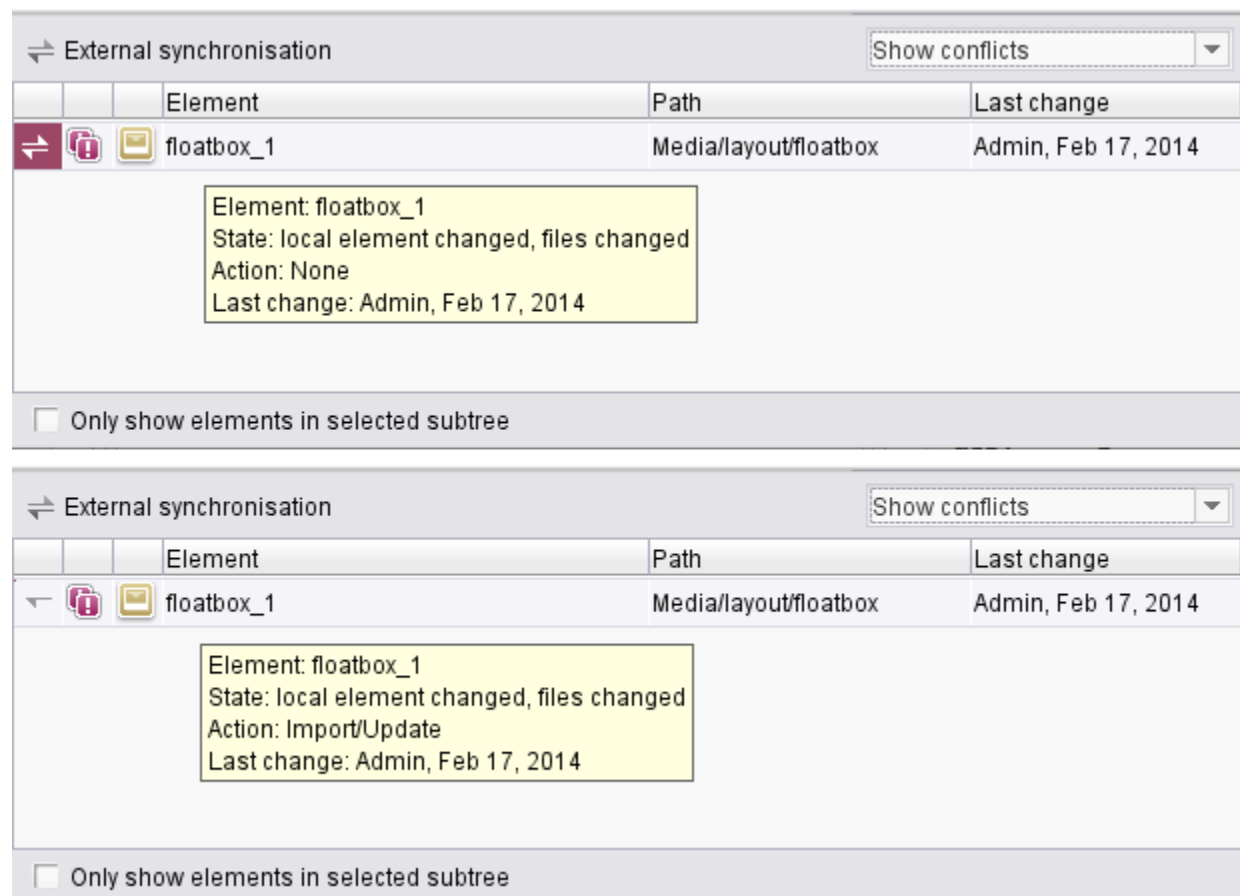 External synchronisation Show conflicts
Element Path Last change
floatbox_1 Media/layout/floatbox Admin, Feb 17, 2014
Element: floatbox_1
State: local element changed, files changed
Action: None
Last change: Admin, Feb 17, 2014
Only show elements in selected subtree
External synchronisation Show conflicts
Element Path Last change
floatbox_1 Media/layout/floatbox Admin, Feb 17, 2014
Element: floatbox_1
State: local element changed, files changed
Action: Import/Update
Last change: Admin, Feb 17, 2014
Only show elements in selected subtree